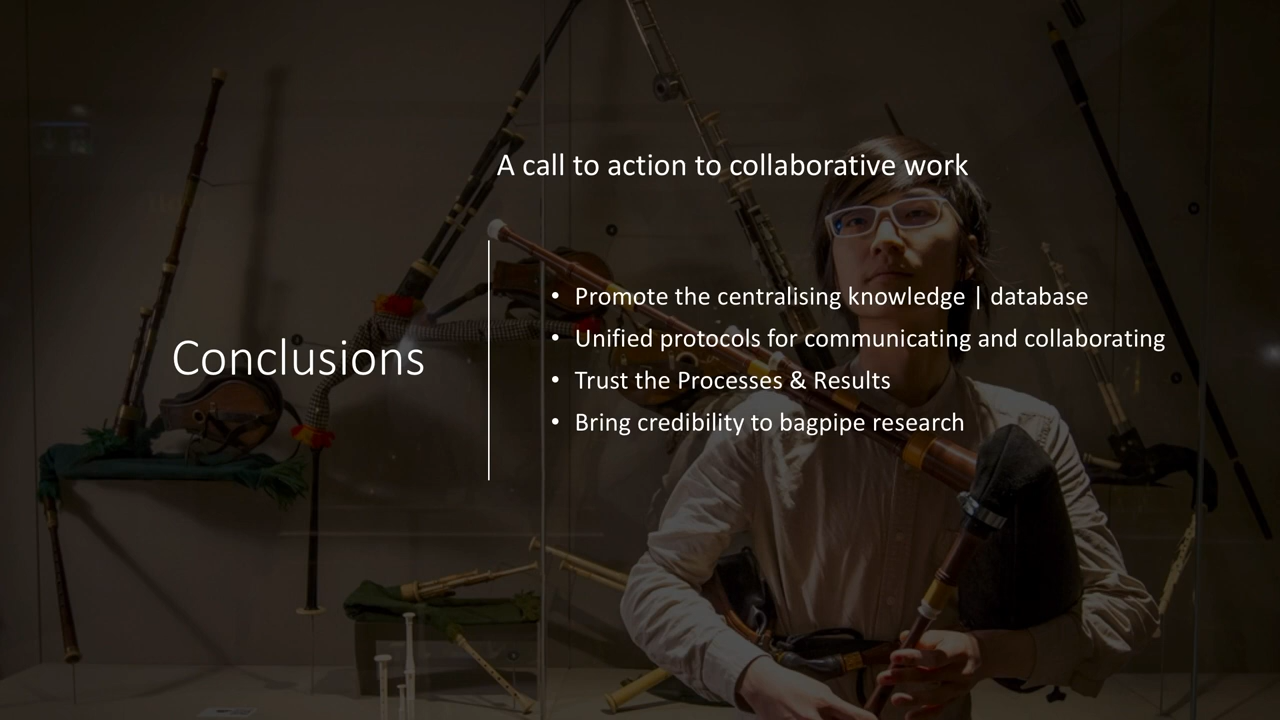 A call to action to collaborative work
Conclusions
• Promote the centralising knowledge | database
• Unified protocols for communicating and collaborating
• Trust the Processes & Results
• Bring credibility to bagpipe research